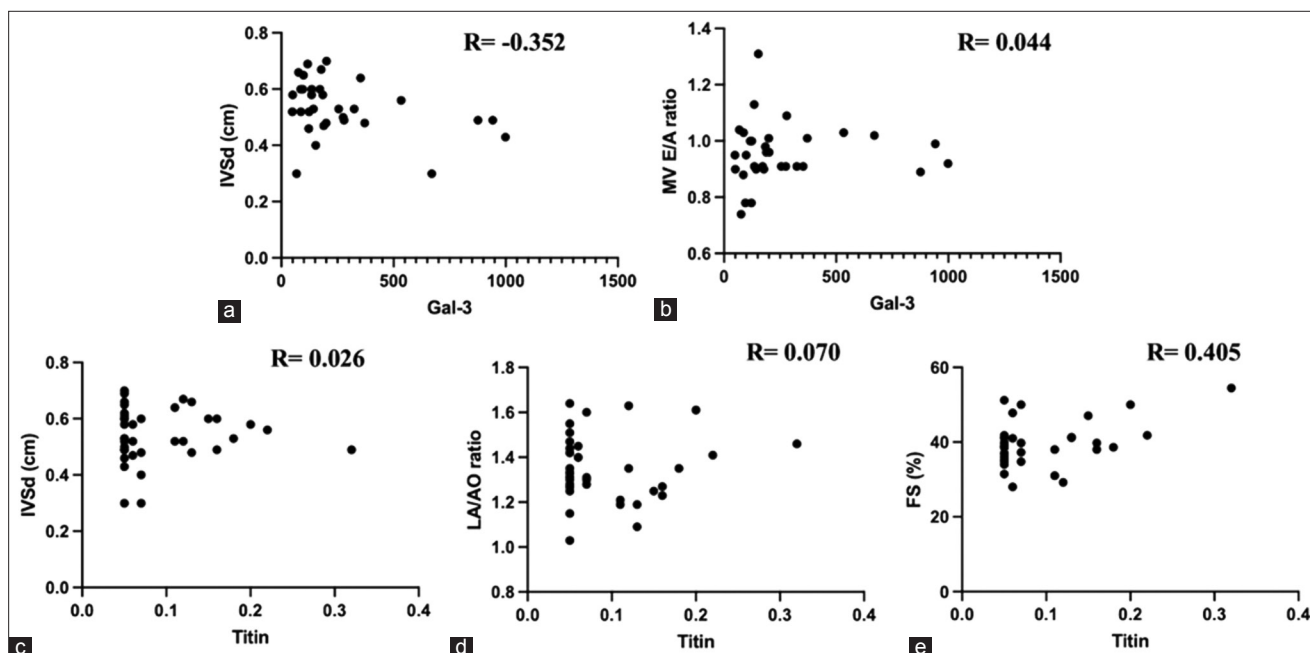 R= -0.352
0.8
0.6
0.4
0.2
0.0
IVSd (cm)
0 500 1000 1500
Gal-3
a
R= 0.044
1.4
1.2
1.0
0.8
0.6
MV E/A ratio
0 500 1000 1500
Gal-3
b
R= 0.026
0.8
0.6
0.4
0.2
0.0
IVSd (cm)
0.0 0.1 0.2 0.3 0.4
Titin
c
R= 0.070
1.8
1.6
1.4
1.2
1.0
0.8
LA/AO ratio
0.0 0.1 0.2 0.3 0.4
Titin
d
R= 0.405
60
40
20
0
FS (%)
0.0 0.1 0.2 0.3 0.4
Titin
e